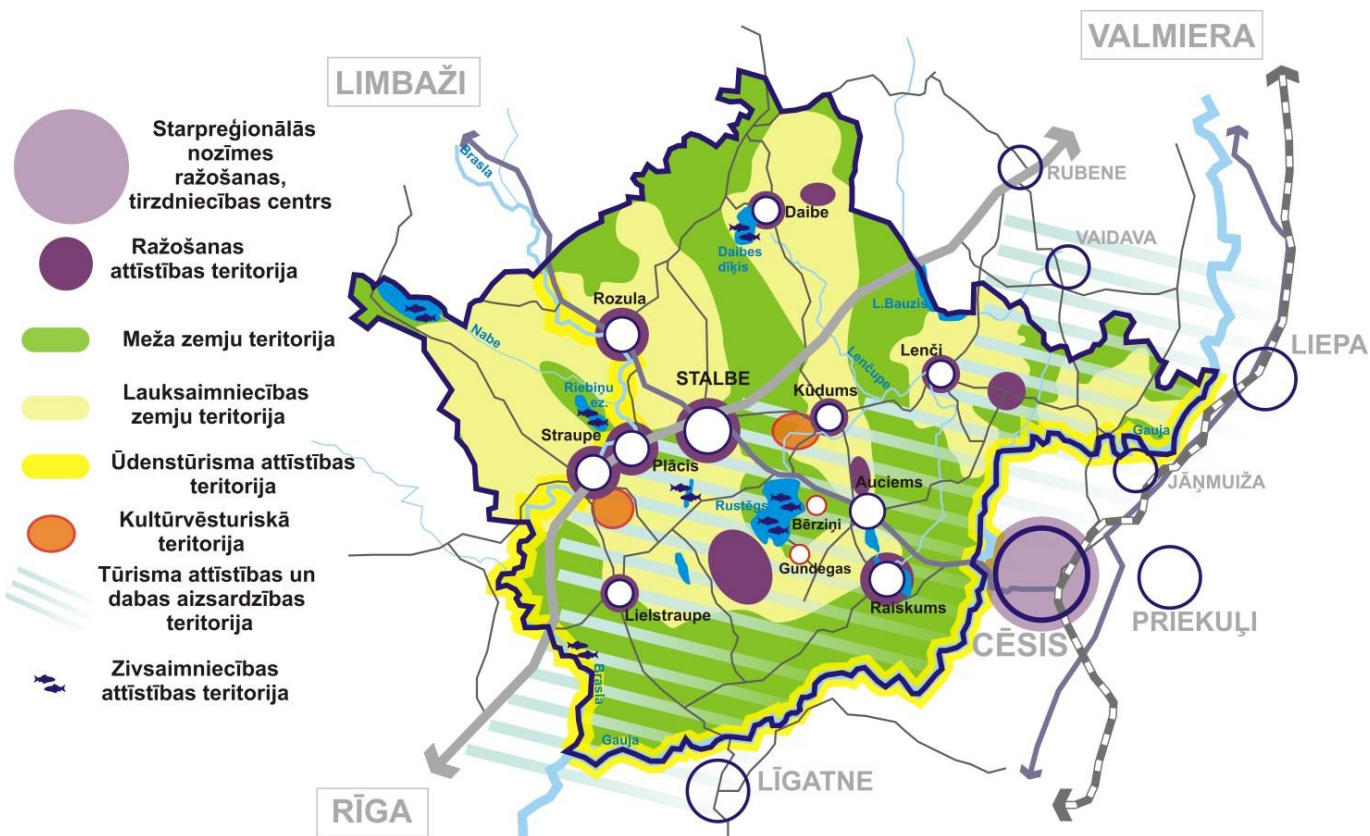 VALMIERA
LIMBAŽI
Starpreģionālās
nozīmes
ražošanas,
tirdzniecības centrs
Ražošanas
attīstības teritorija
Meža zemju teritorija
Lauksaimniecības
zemju teritorija
Ūdenstūrisma attīstības
teritorija
Kultūrvēsturiskā
teritorija
Tūrisma attīstības un
dabas aizsardzības
teritorija
Zivsaimniecības
attīstības teritorija
Brasla
RUBENE
Daibe
VAIDAVA
Daibes
dīķis
Rozula
L.Bauzis
Nabe
Lenčupe
Lenči
LIEPA
STALBE
Kūdums
Riebiņu
ez.
Straupe
Gauja
Plācis
JĀŅMUIŽA
Auciems
Rustēgs
Bērziņi
Gundegas
Raiskums
Lielstraupe
PRIEKUĻI
CĒSIS
Brasla
Gauja
LĪGATNE
RĪGA